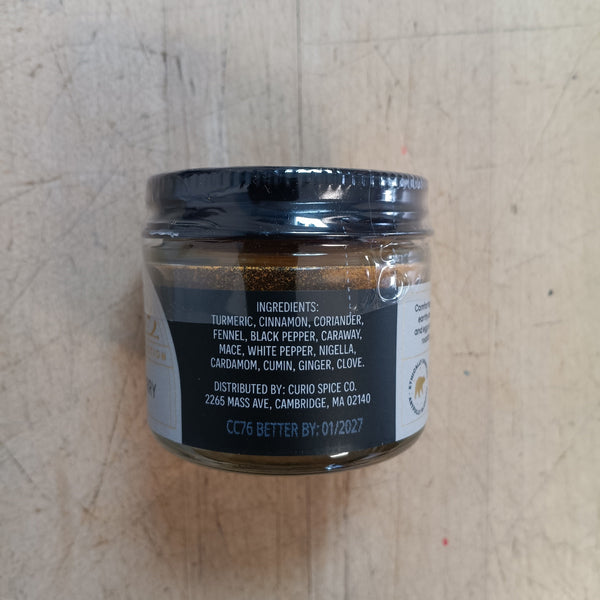 INGREDIENTS:
TURMERIC, CINNAMON, CORIANDER,
FENNEL, BLACK PEPPER, CARAWAY,
MACE, WHITE PEPPER, NIGELLA,
CARDAMOM, CUMIN, GINGER, CLOVE.
DISTRIBUTED BY: CURIO SPICE CO.
2265 MASS AVE, CAMBRIDGE, MA 02140
CC76 BETTER BY: 01/2027